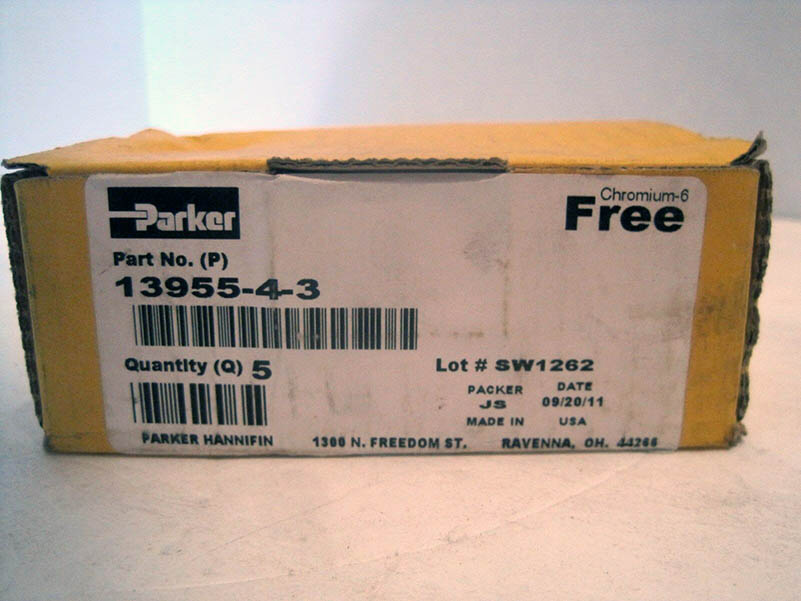 Parker
Chromium-6
Free
Part No. (P)
13955-4-3
Quantity (Q) 5
Lot # SW1262
PACKER DATE
JS 09/20/11
MADE IN USA
PARKER HANNIFIN 1300 N. FREEDOM ST. RAVENNA, OH. 44266